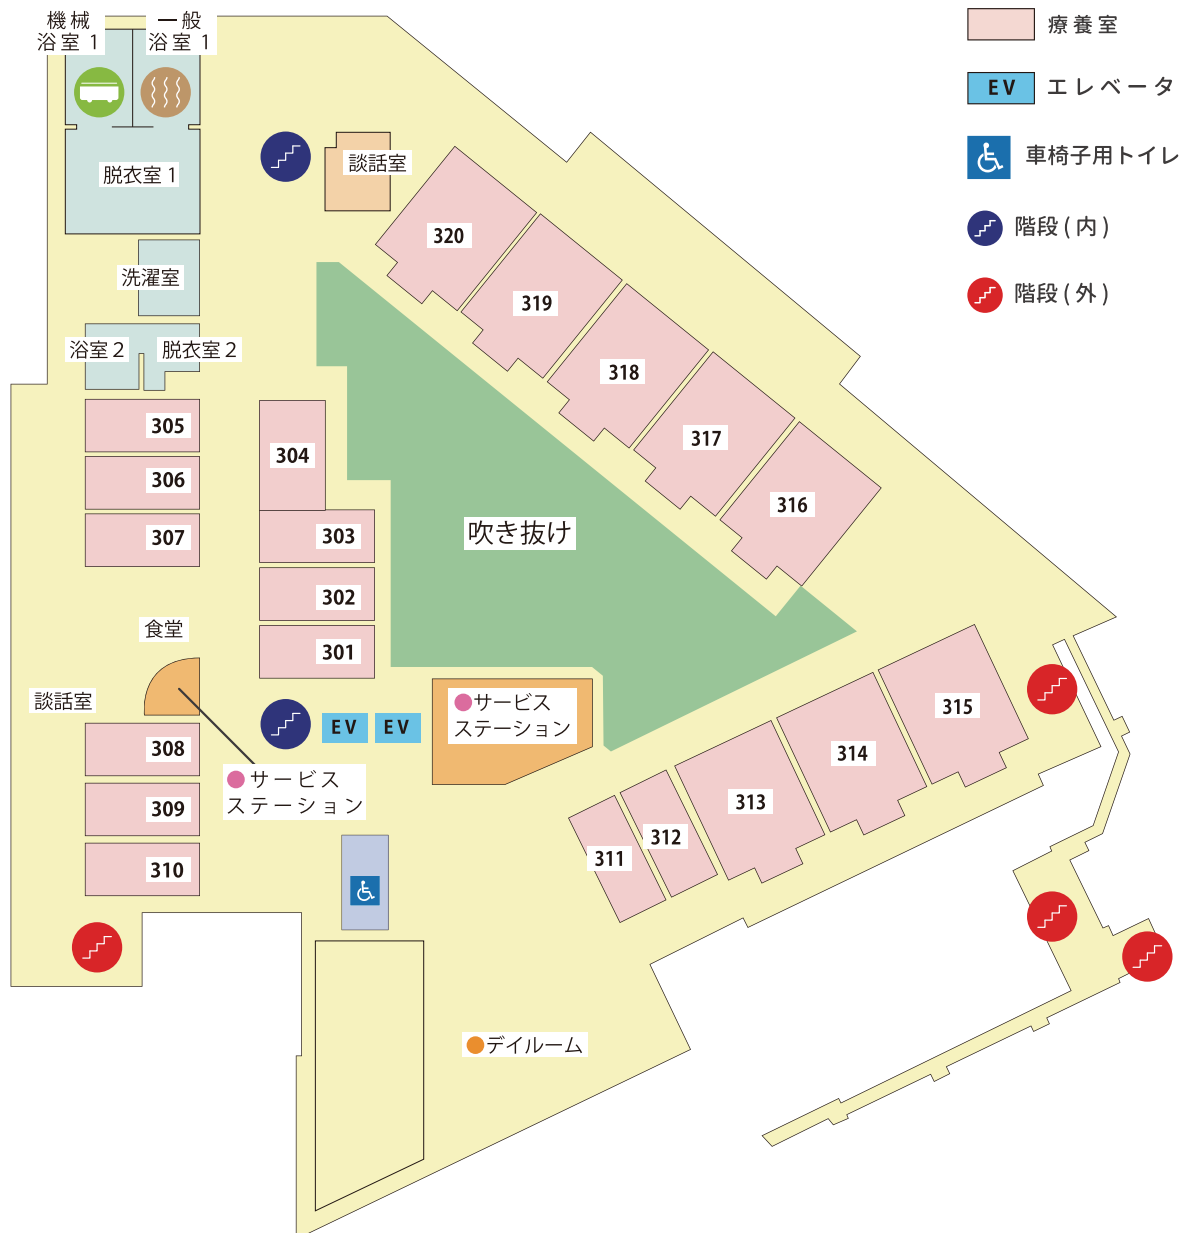 機械
浴室 1
一般
浴室 1
脱衣室 1
談話室
洗濯室
浴室 2
脱衣室 2
療養室
EV エレベータ
車椅子用トイレ
階段 ( 内 )
階段 ( 外 )
320
319
318
317
316
305
306
307
304
303
302
301
吹き抜け
食堂
談話室
サービス
ステーション
EV
EV
サービス
ステーション
308
309
310
311
312
313
314
315
デイルーム